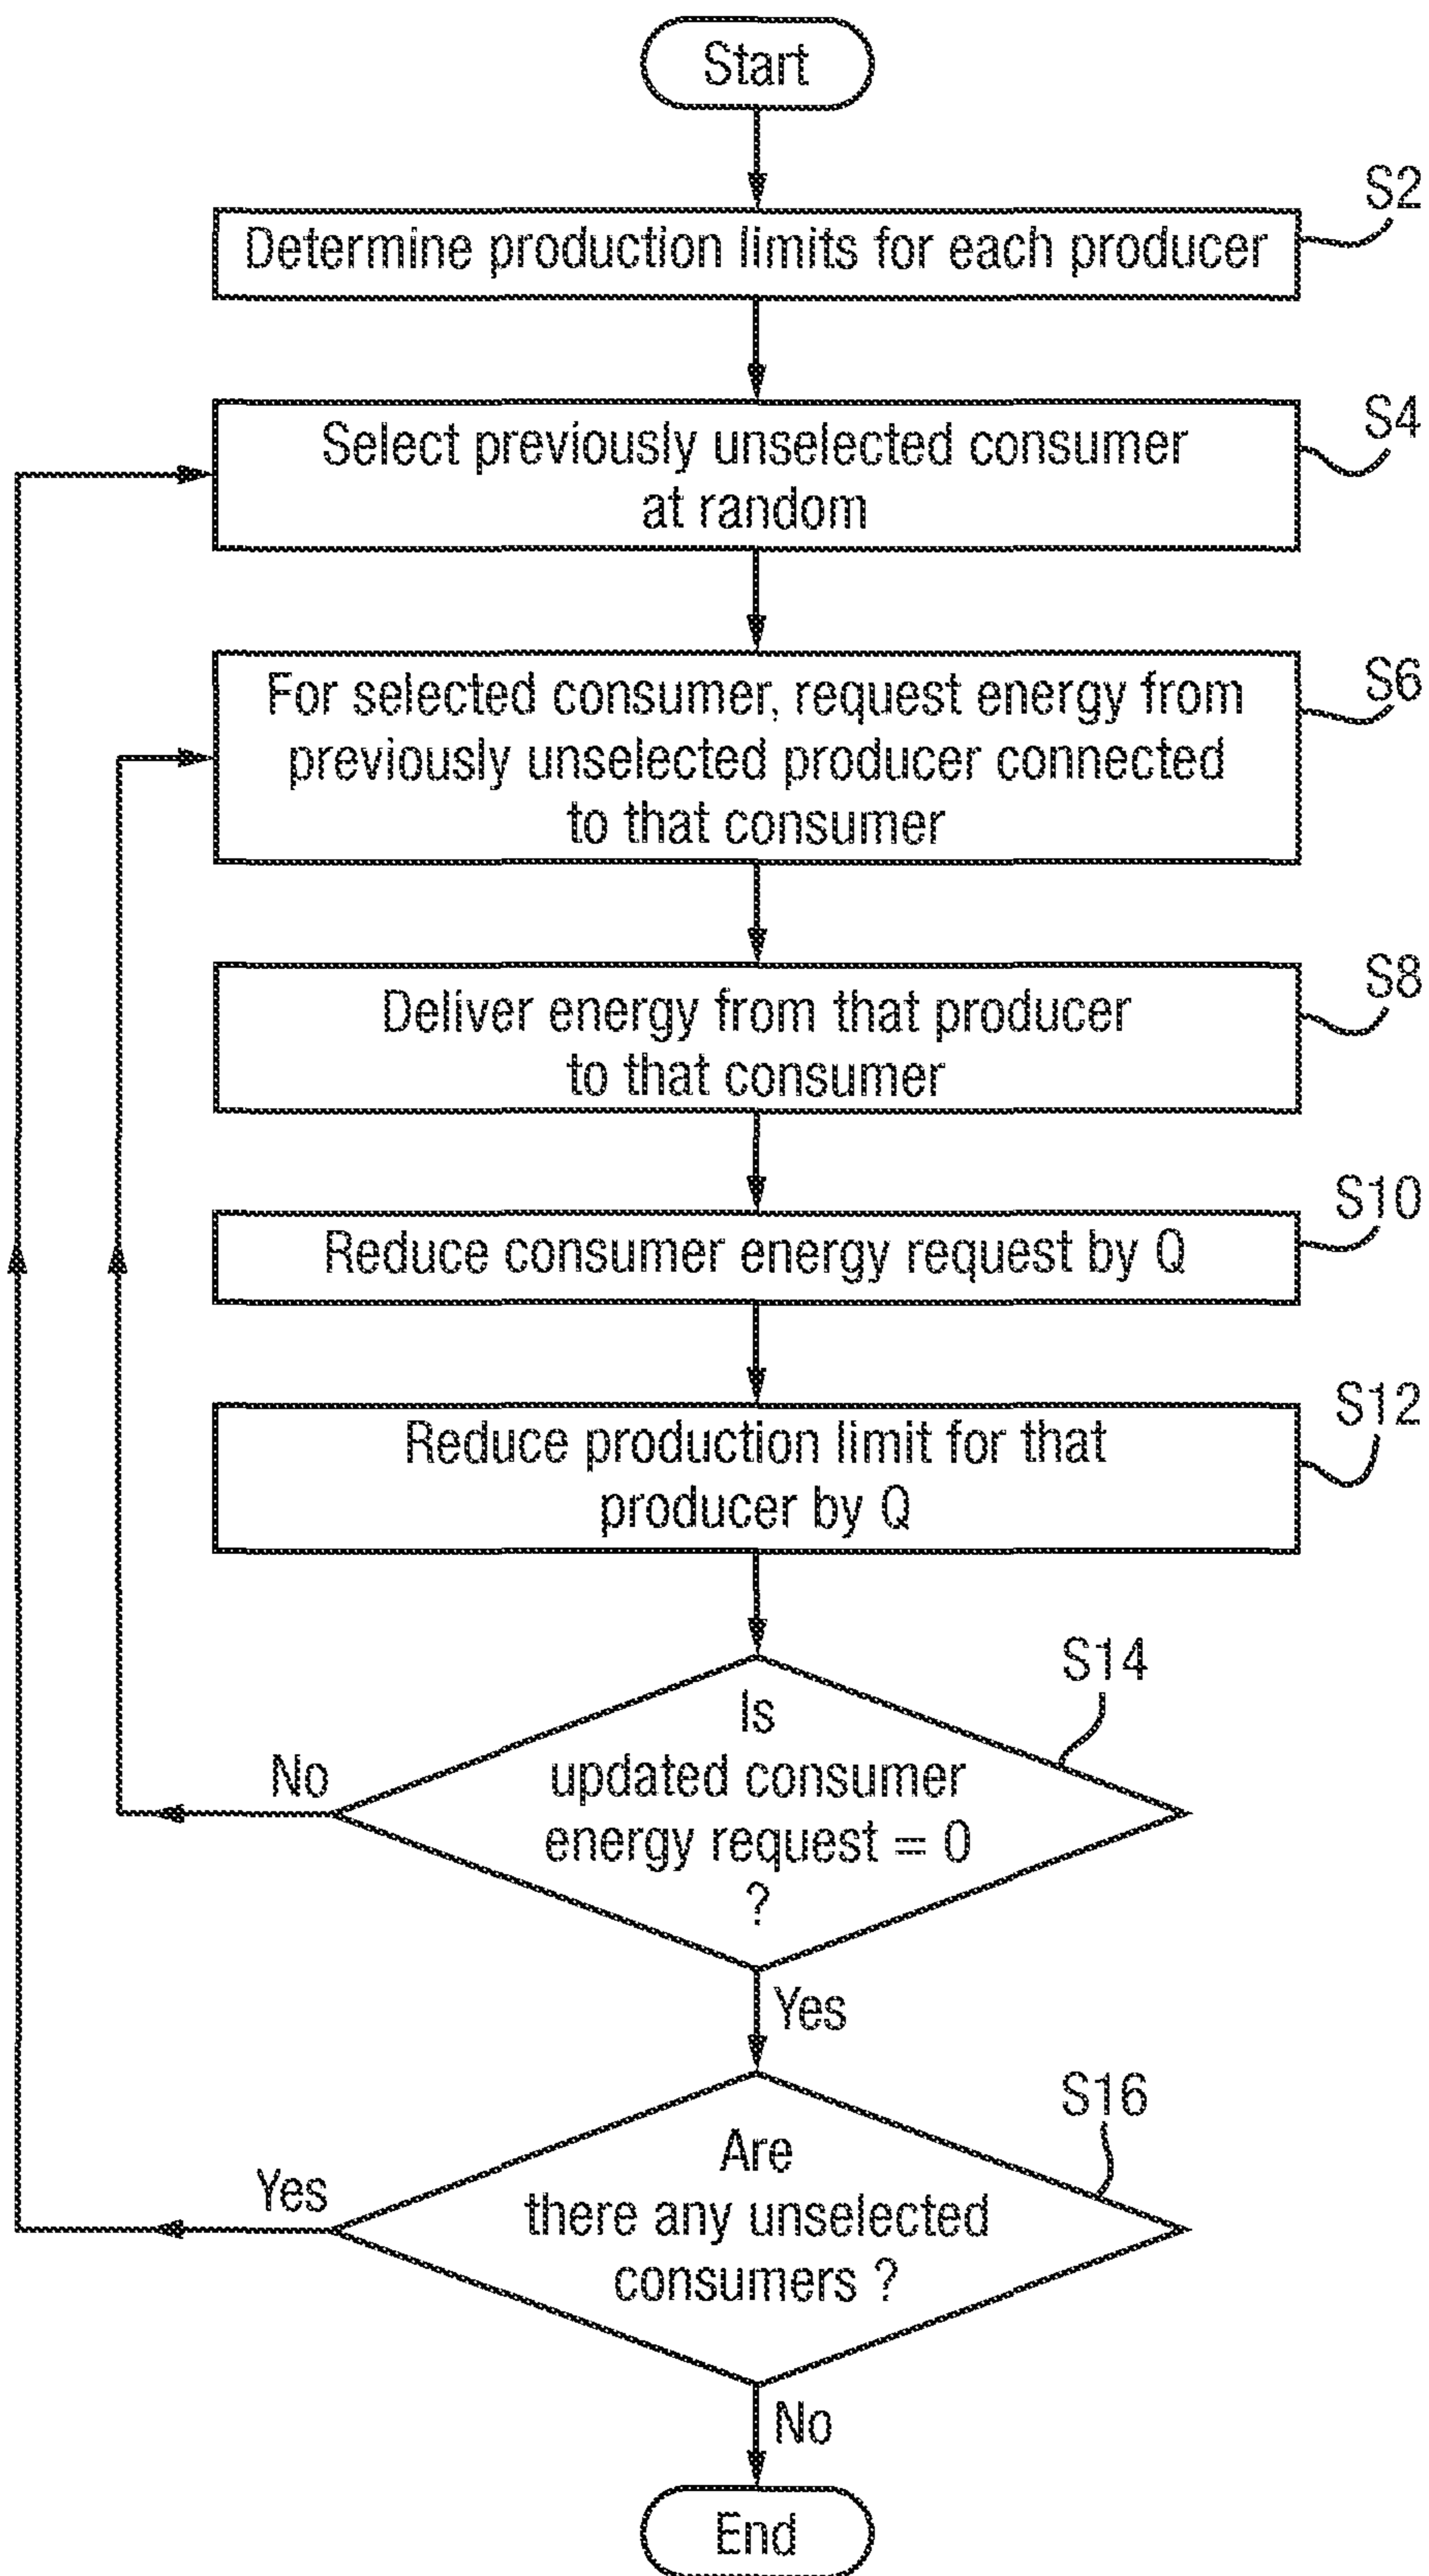 Start
S2
Determine production limits for each producer
S4
Select previously unselected consumer
at random
S6
For selected consumer, request energy from
previously unselected producer connected
to that consumer
S8
Deliver energy from that producer
to that consumer
S10
Reduce consumer energy request by Q
S12
Reduce production limit for that
producer by Q
S14
Is
updated consumer
energy request = 0
?
No
Yes
S16
Are
there any unselected
consumers ?
Yes
No
End